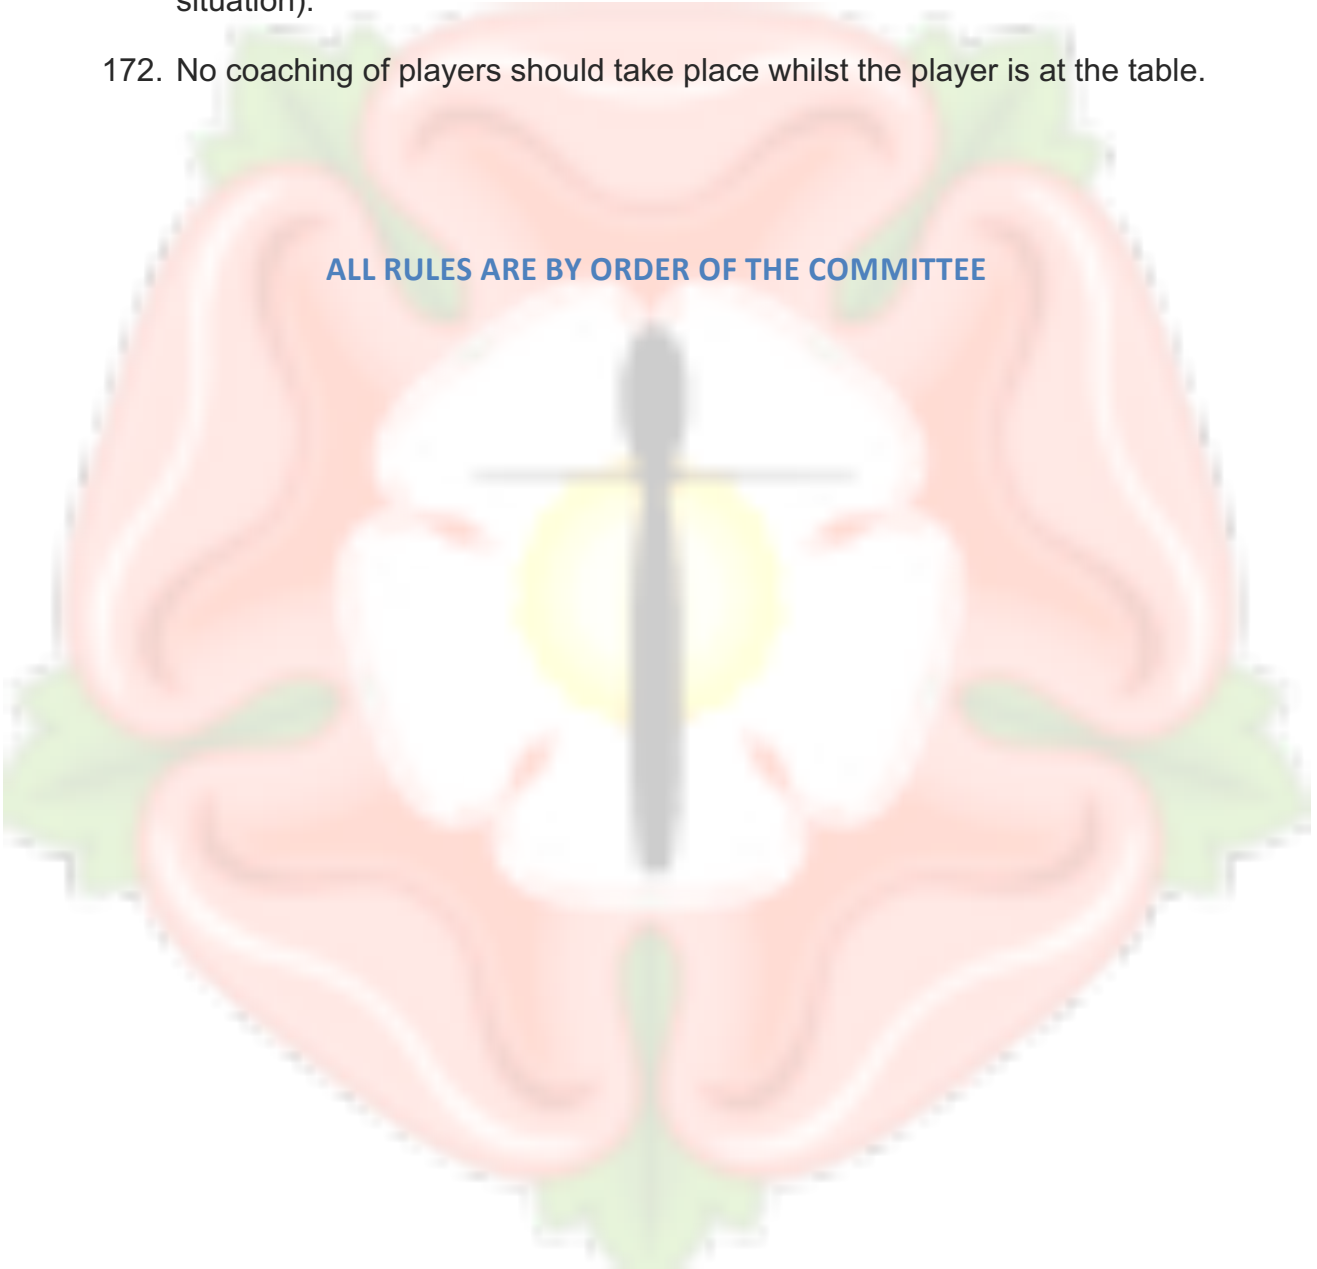 situation).
172. No coaching of players should take place whilst the player is at the table.
ALL RULES ARE BY ORDER OF THE COMMITTEE